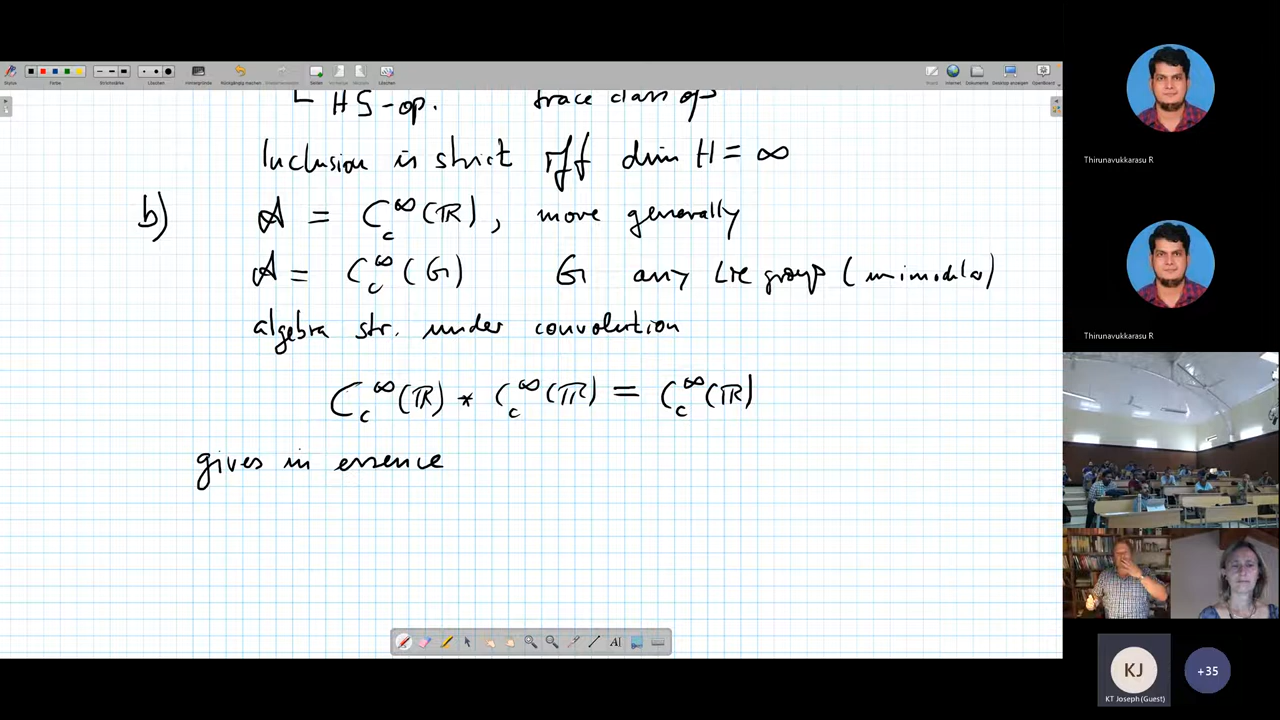 HS-op. trace class op
Inclusion is strict iff dim H = ∞
b) A = C_c^∞(ℝ), more generally
A = C_c^∞(G) G any Lie group (unimodular)
algebra str. under convolution
C_c^∞(ℝ) * C_c^∞(ℝ) = C_c^∞(ℝ)
gives in essence
Thirunavukkarasu R
Thirunavukkarasu R
KJ
+35
KT Joseph (Guest)